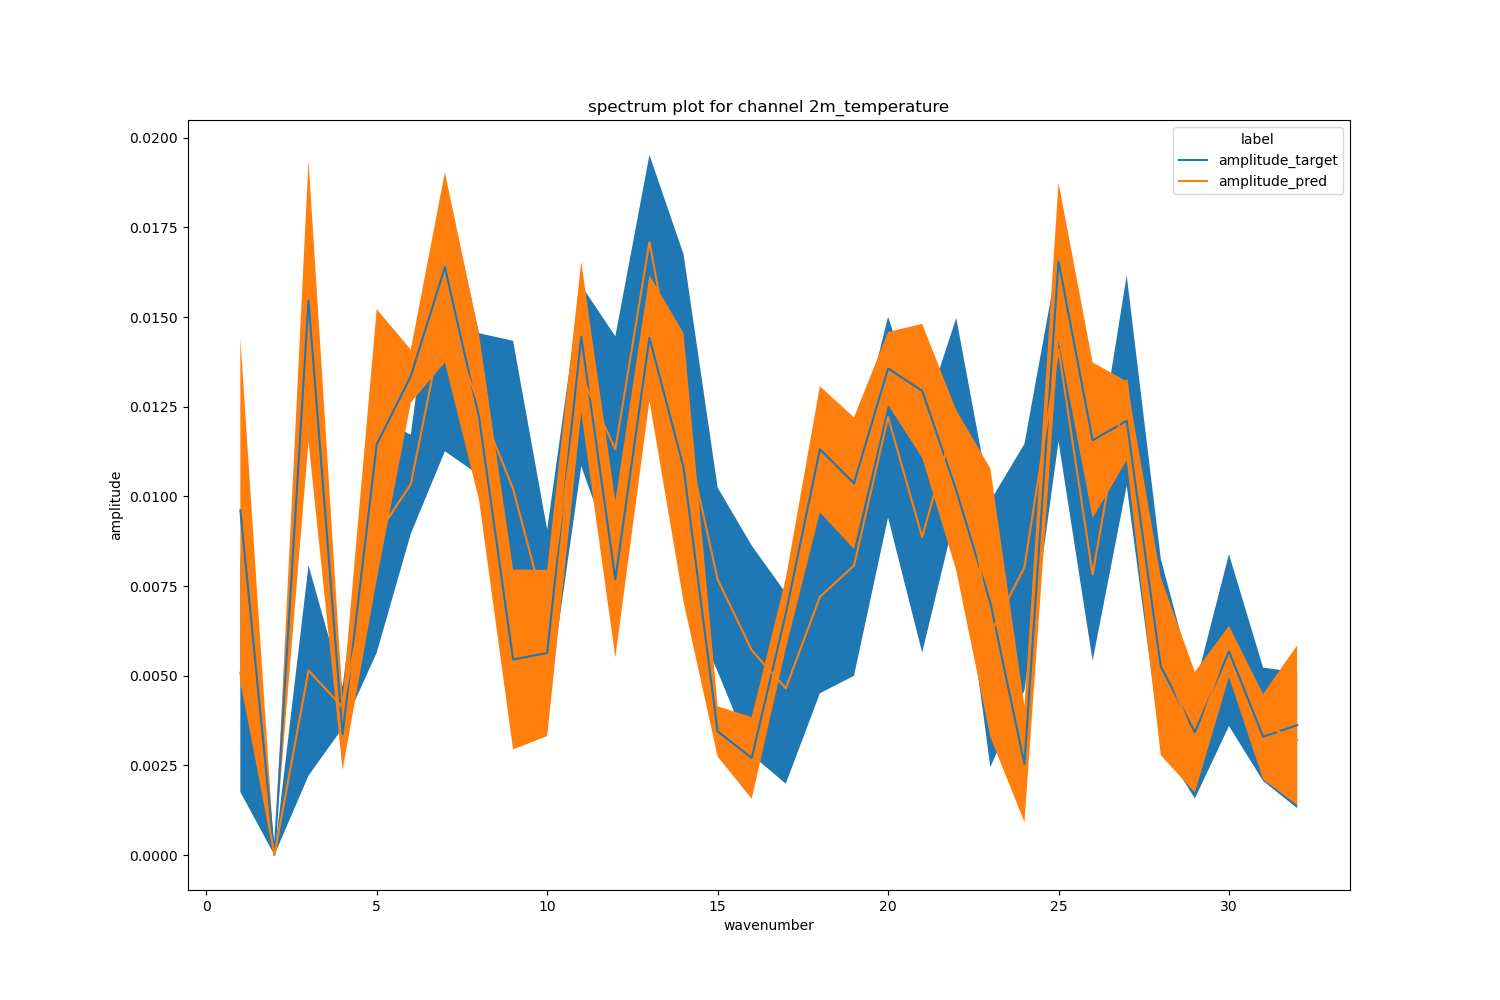 spectrum plot for channel 2m_temperature
label
amplitude_target
amplitude_pred
amplitude
0.0200
0.0175
0.0150
0.0125
0.0100
0.0075
0.0050
0.0025
0.0000
0 5 10 15 20 25 30
wavenumber